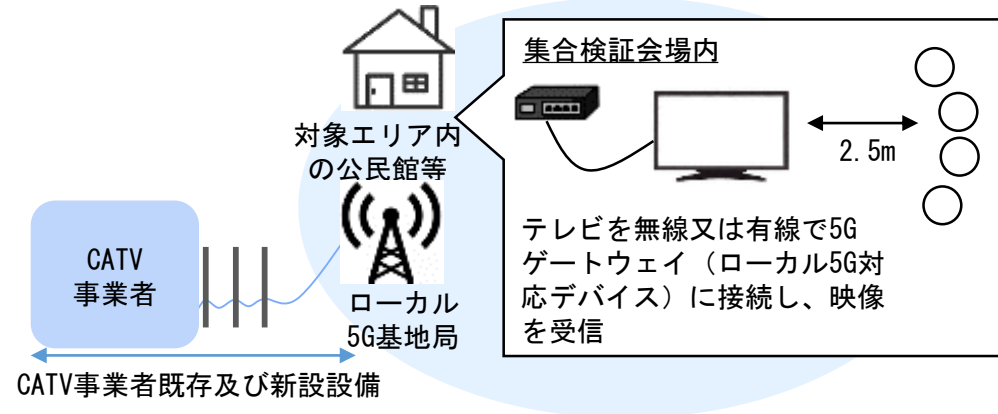 対象エリア内
の公民館等
CATV
事業者
ローカル
5G基地局
CATV事業者既存及び新設設備
集合検証会場内
2.5m
テレビを無線又は有線で5G
ゲートウェイ（ローカル5G対
応デバイス）に接続し、映像
を受信